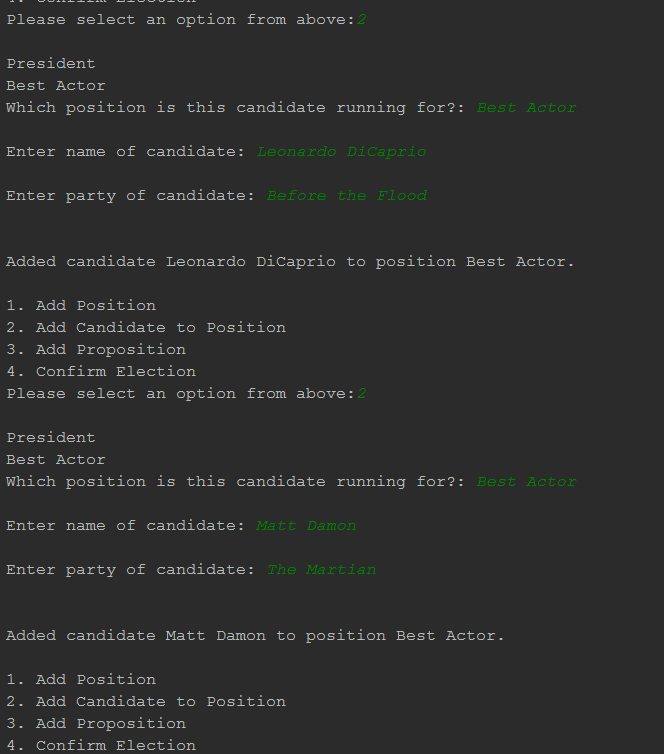 4. Confirm Election
Please select an option from above:2
President
Best Actor
Which position is this candidate running for?: Best Actor
Enter name of candidate: Leonardo DiCaprio
Enter party of candidate: Before the Flood
Added candidate Leonardo DiCaprio to position Best Actor.
1. Add Position
2. Add Candidate to Position
3. Add Proposition
4. Confirm Election
Please select an option from above:2
President
Best Actor
Which position is this candidate running for?: Best Actor
Enter name of candidate: Matt Damon
Enter party of candidate: The Martian
Added candidate Matt Damon to position Best Actor.
1. Add Position
2. Add Candidate to Position
3. Add Proposition
4. Confirm Election